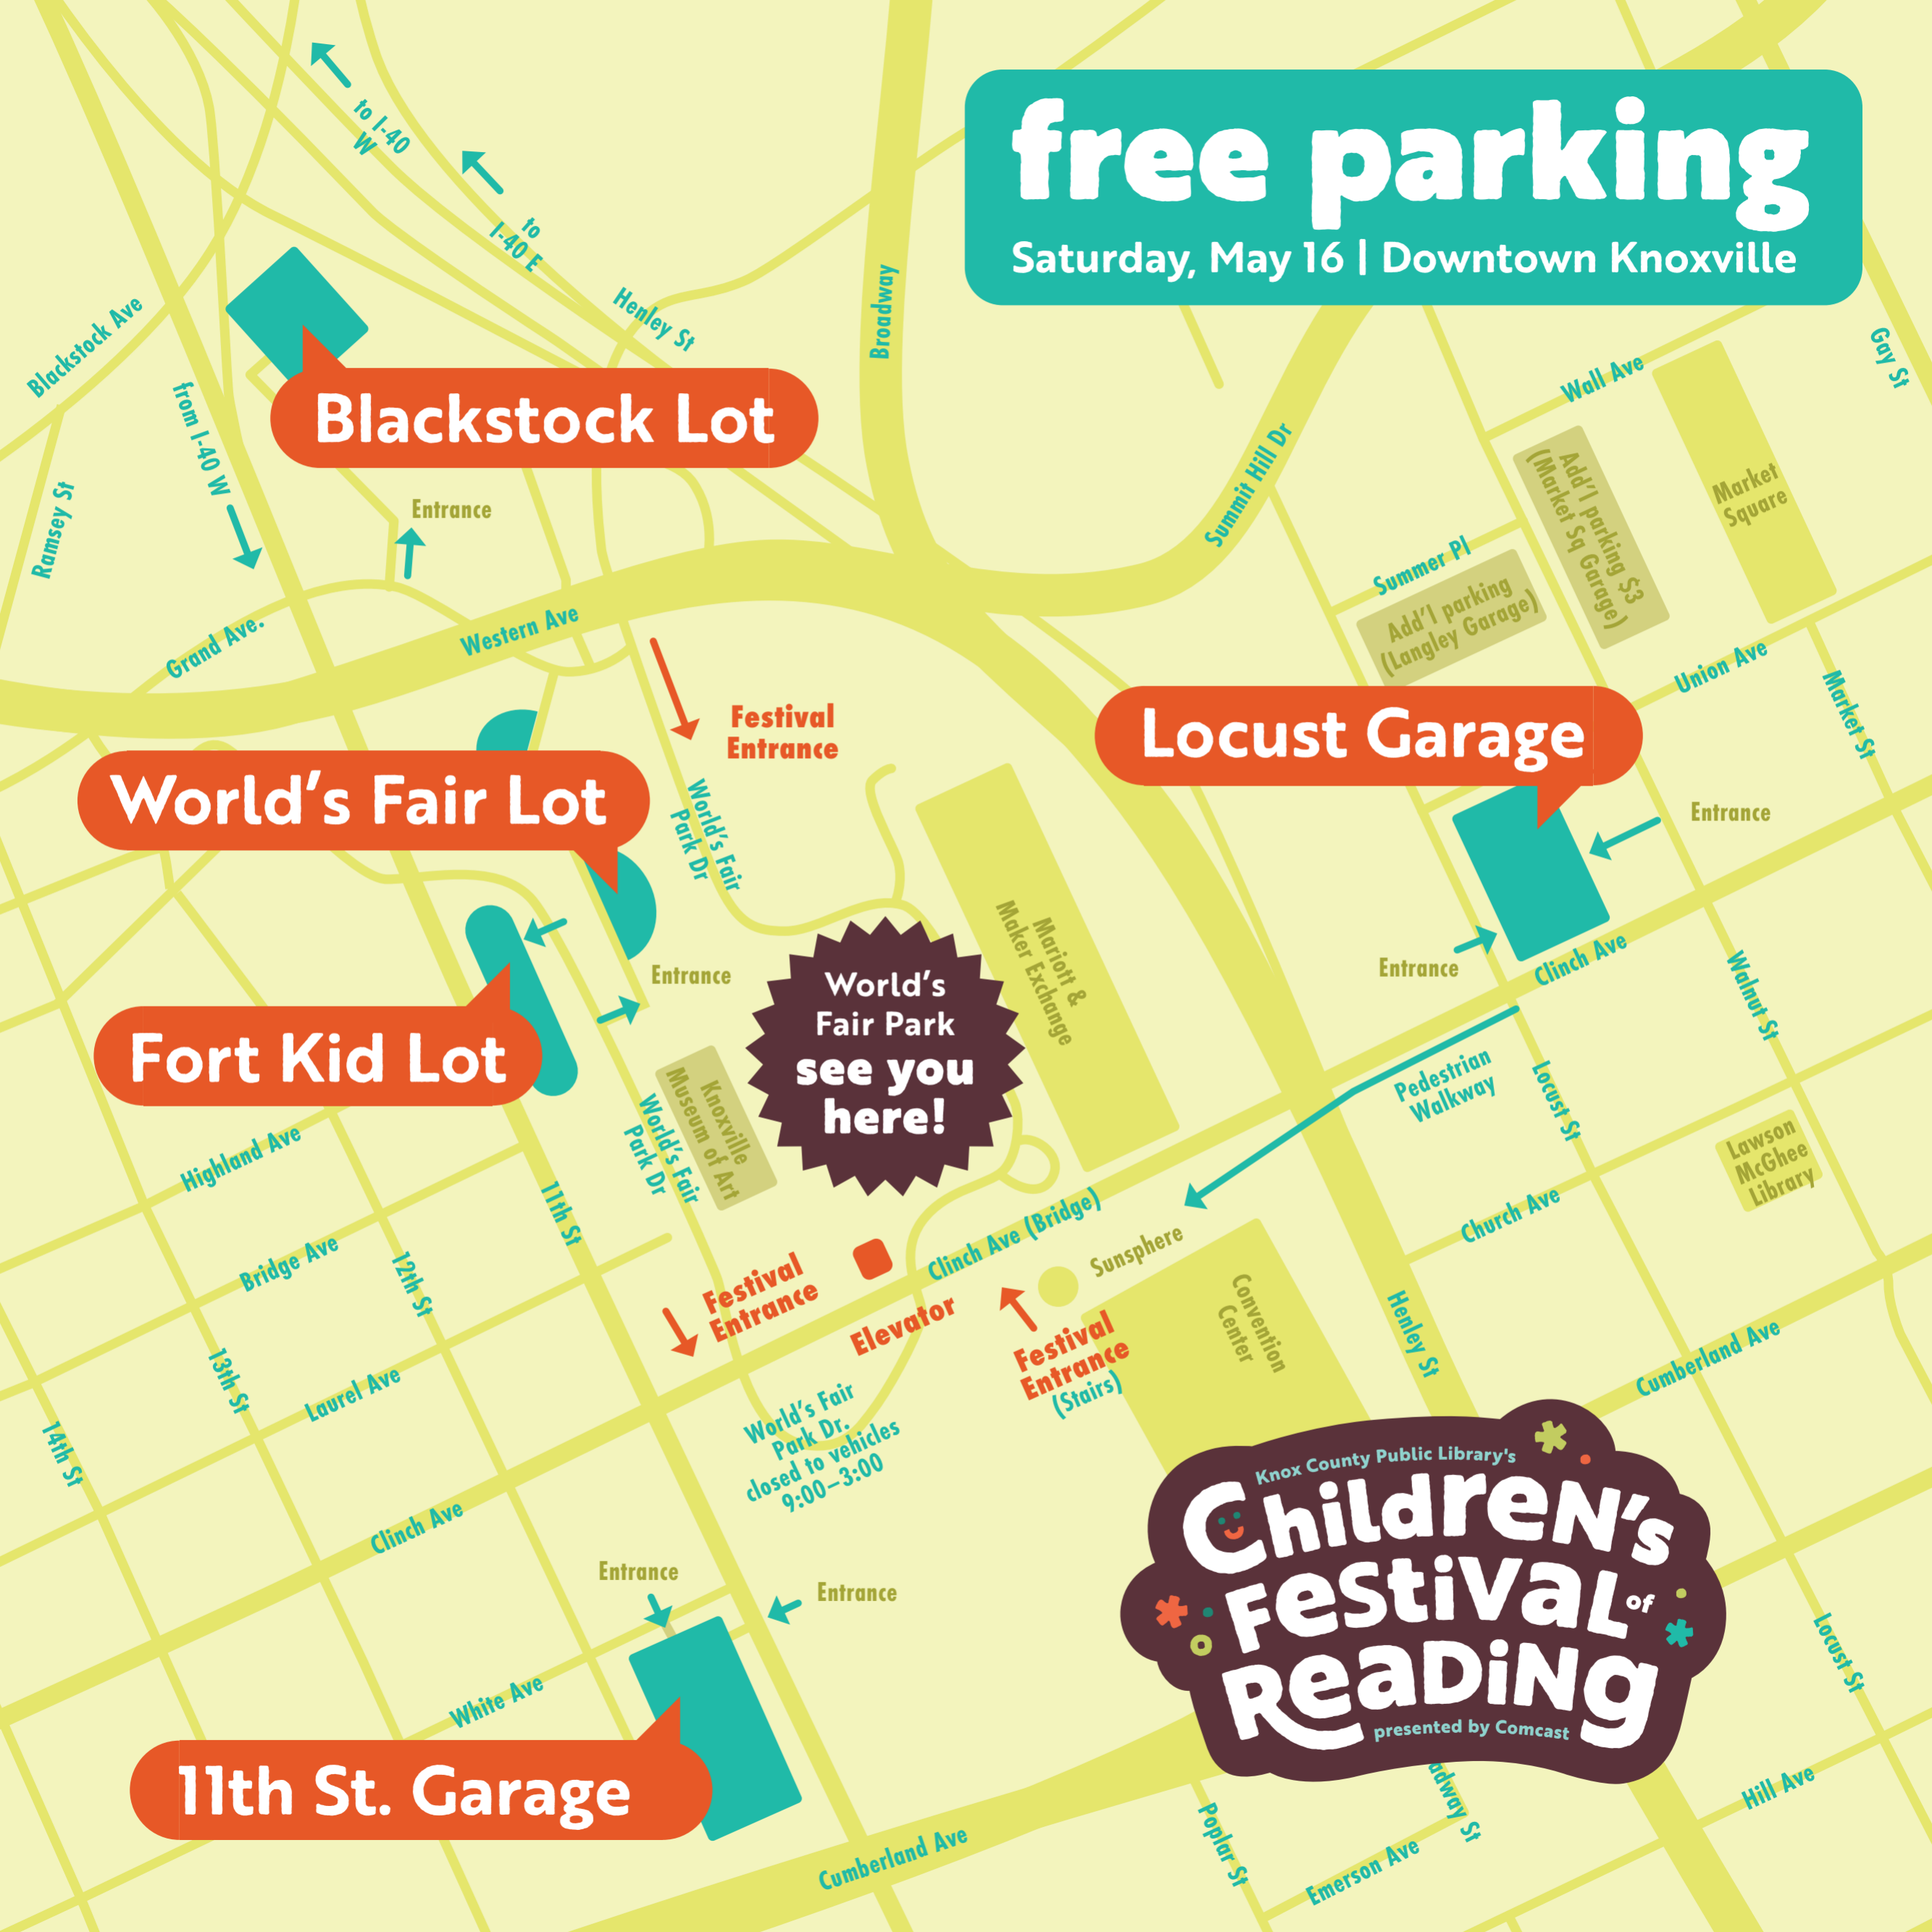 free parking
Saturday, May 16 | Downtown Knoxville
to I-40
W
to
I-40 E
Henley St
Broadway
Blackstock Ave
from I-40 W
Ramsey St
Blackstock Lot
Entrance
Grand Ave.
Western Ave
Summit Hill Dr
Gay St
Wall Ave
Market
Square
Add'l parking $3
(Market Sq Garage)
Summer Pl
Add'l parking
(Langley Garage)
Union Ave
Market St
Festival
Entrance
World's Fair
Park Dr
World's Fair Lot
Locust Garage
Entrance
Entrance
Clinch Ave
Walnut St
Mariott &
Maker Exchange
World's
Fair Park
see you
here!
Entrance
Fort Kid Lot
Knoxville
Museum of Art
World's Fair
Park Dr
Pedestrian
Walkway
Locust St
Lawson
McGhee
Library
Church Ave
Highland Ave
Bridge Ave
11th St
12th St
13th St
14th St
Laurel Ave
Clinch Ave
Festival
Entrance
Elevator
Clinch Ave (Bridge)
Sunsphere
Festival
Entrance
(Stairs)
Convention
Center
Henley St
Cumberland Ave
World's Fair
Park Dr.
closed to vehicles
9:00–3:00
Entrance
Entrance
White Ave
11th St. Garage
Cumberland Ave
Knox County Public Library's
Children's
Festival of
Reading
presented by Comcast
Locust St
Hill Ave
adway St
Poplar St
Emerson Ave